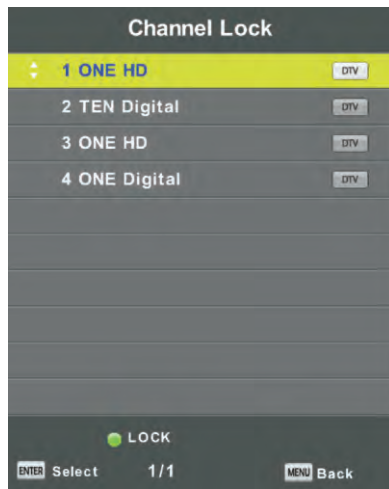 Channel Lock
1 ONE HD DTV
2 TEN Digital DTV
3 ONE HD DTV
4 ONE Digital DTV
LOCK
ENTER Select 1/1 MENU Back